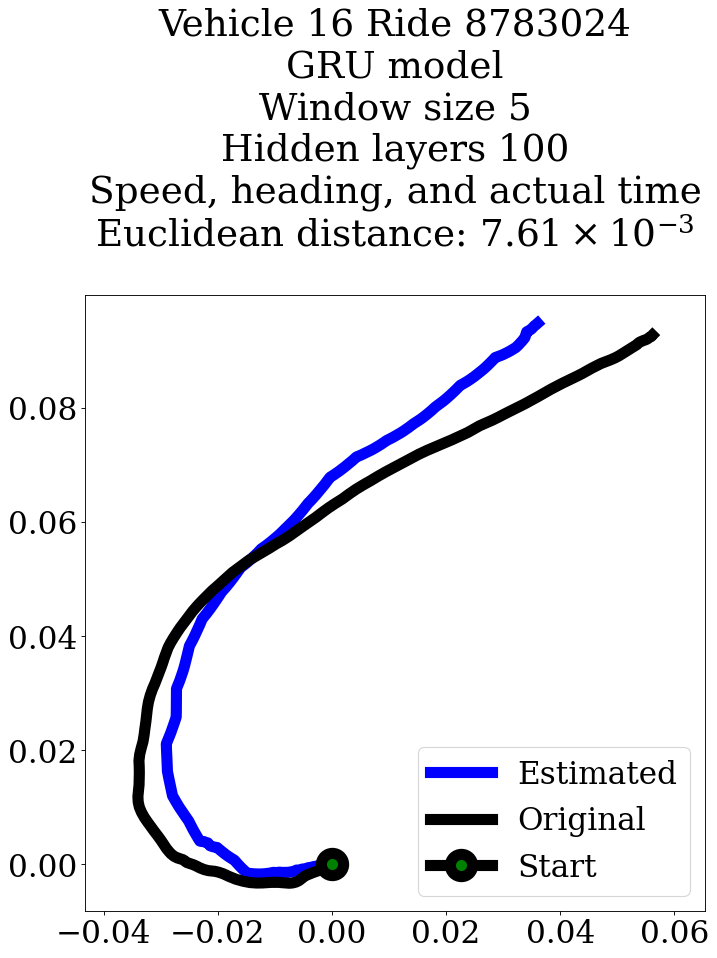 Vehicle 16 Ride 8783024
GRU model
Window size 5
Hidden layers 100
Speed, heading, and actual time
Euclidean distance: 7.61 × 10⁻³
0.08
0.06
0.04
0.02
0.00
Estimated
Original
Start
−0.04 −0.02 0.00 0.02 0.04 0.06